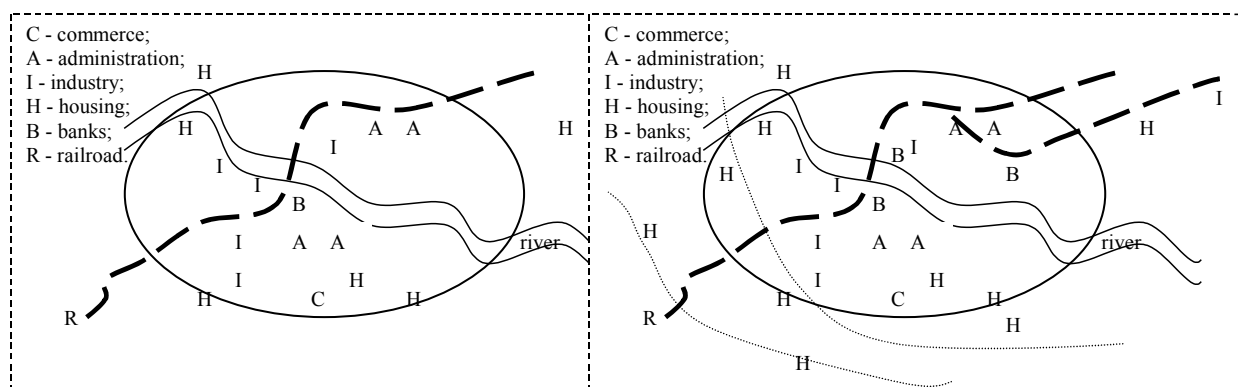 C - commerce;
A - administration;
I - industry;
H - housing;
B - banks;
R - railroad.
H
H
A A
H
I
I
I
B
I A A
river
I
H
H C H
R
C - commerce;
A - administration;
I - industry;
H - housing;
B - banks;
R - railroad.
H
I
H
A A
H
I
B
I
H
B
I
B
H
I A A
river
I
H
H C H
R
H
H